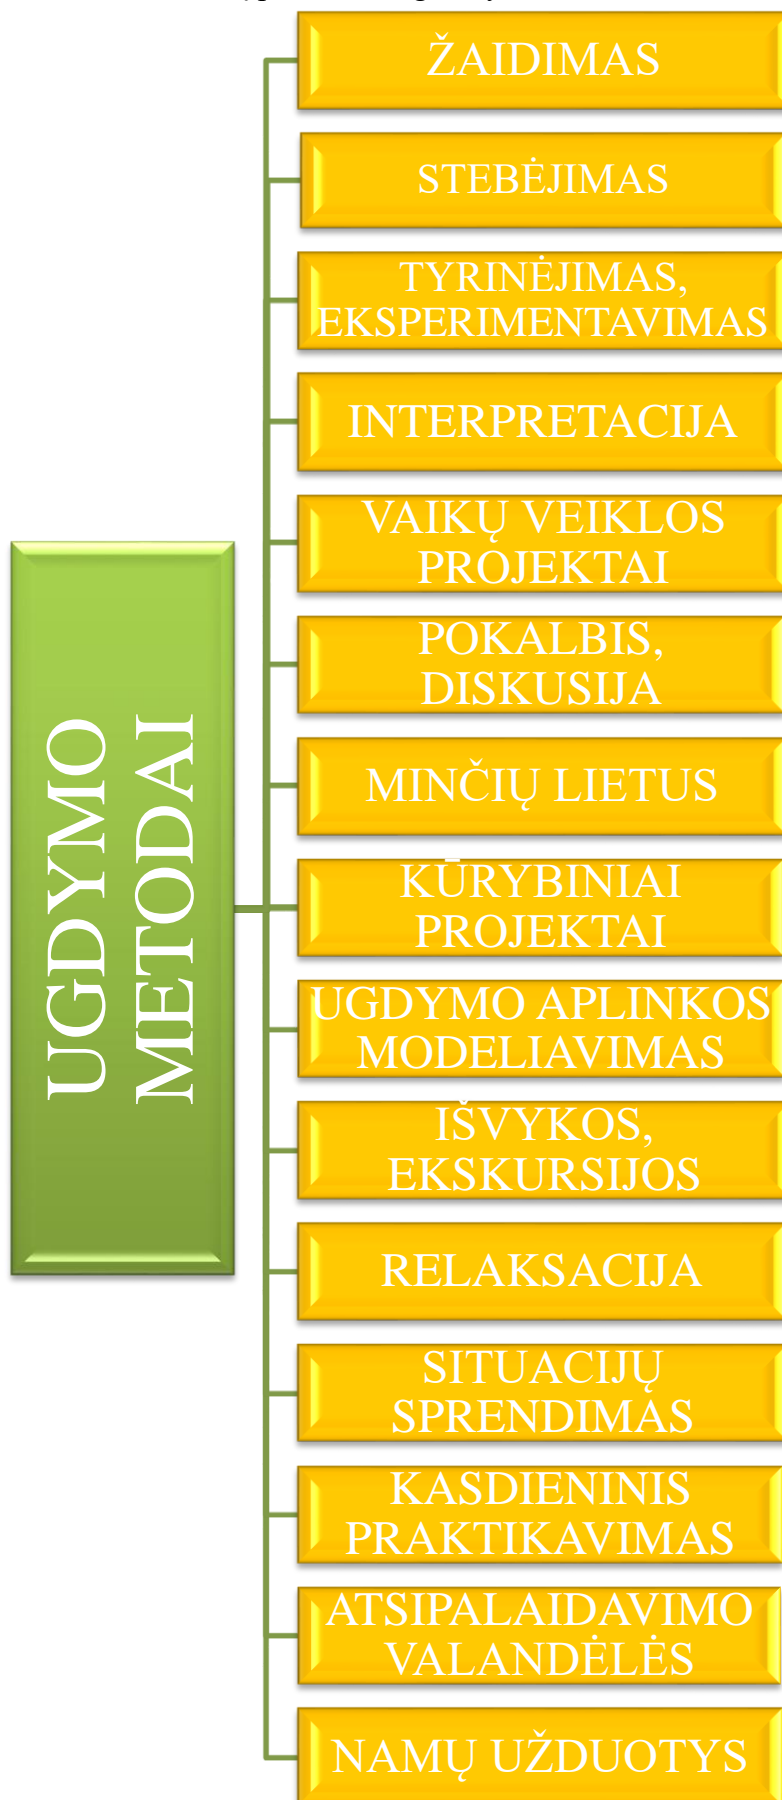 UGDYMO
METODAI
ŽAIDIMAS
STEBĖJIMAS
TYRINĖJIMAS,
EKSPERIMENTAVIMAS
INTERPRETACIJA
VAIKŲ VEIKLOS
PROJEKTAI
POKALBIS,
DISKUSIJA
MINČIŲ LIETUS
KŪRYBINIAI
PROJEKTAI
UGDYMO APLINKOS
MODELIAVIMAS
IŠVYKOS,
EKSKURSIJOS
RELAKSACIJA
SITUACIJŲ
SPRENDIMAS
KASDIENINIS
PRAKTIKAVIMAS
ATSIPALAIDAVIMO
VALANDĖLĖS
NAMŲ UŽDUOTYS